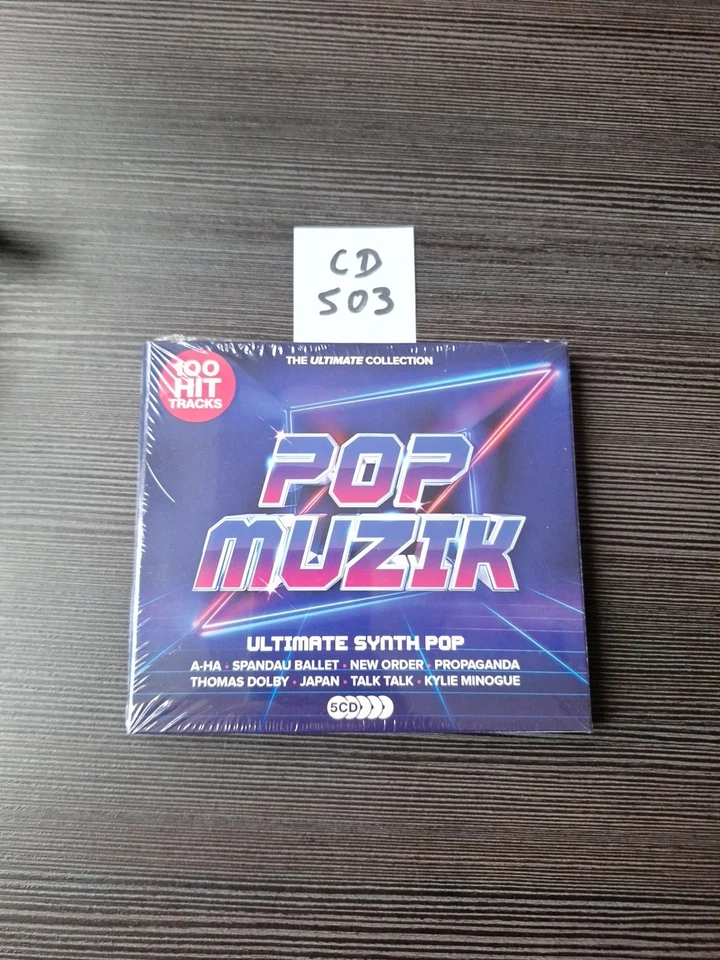 CD
503
100
HIT
TRACKS
THE ULTIMATE COLLECTION
POP
MUZIK
ULTIMATE SYNTH POP
A-HA • SPANDAU BALLET • NEW ORDER • PROPAGANDA
THOMAS DOLBY • JAPAN • TALK TALK • KYLIE MINOGUE
5CD